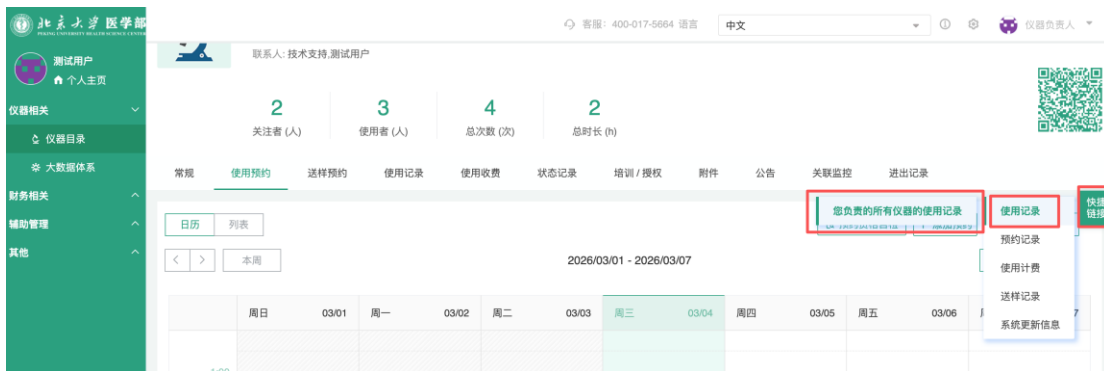 北京大学 医学部
PEKING UNIVERSITY HEALTH SCIENCE CENTER
客服：400-017-5664 语言 中文
仪器负责人
测试用户
个人主页
仪器相关
仪器目录
大数据体系
财务相关
辅助管理
其他
联系人: 技术支持,测试用户
2 3 4 2
关注者 (人) 使用者 (人) 总次数 (次) 总时长 (h)
常规 使用预约 送样预约 使用记录 使用收费 状态记录 培训 / 授权 附件 公告 关联监控 进出记录
您负责的所有仪器的使用记录
使用记录
预约记录
使用计费
送样记录
系统更新信息
快捷
链接
日历 列表
< > 本周 2026/03/01 - 2026/03/07
周日 03/01 周一 03/02 周二 03/03 周三 03/04 周四 03/05 周五 03/06